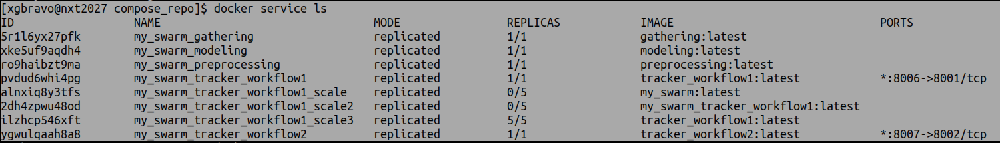 [xgbravo@nxt2027 compose_repo]$ docker service ls
ID NAME MODE REPLICAS IMAGE PORTS
5r1l6yx27pfk my_swarm_gathering replicated 1/1 gathering:latest
xke5uf9aqdh4 my_swarm_modeling replicated 1/1 modeling:latest
ro9haibzt9ma my_swarm_preprocessing replicated 1/1 preprocessing:latest
pvdud6whi4pg my_swarm_tracker_workflow1 replicated 1/1 tracker_workflow1:latest *:8006->8001/tcp
alnxiq8y3tfs my_swarm_tracker_workflow1_scale replicated 0/5 my_swarm:latest
2dh4zpwu48od my_swarm_tracker_workflow1_scale2 replicated 0/5 my_swarm_tracker_workflow1:latest
ilzhcp546xft my_swarm_tracker_workflow1_scale3 replicated 5/5 tracker_workflow1:latest
ygwulqaah8a8 my_swarm_tracker_workflow2 replicated 1/1 tracker_workflow2:latest *:8007->8002/tcp